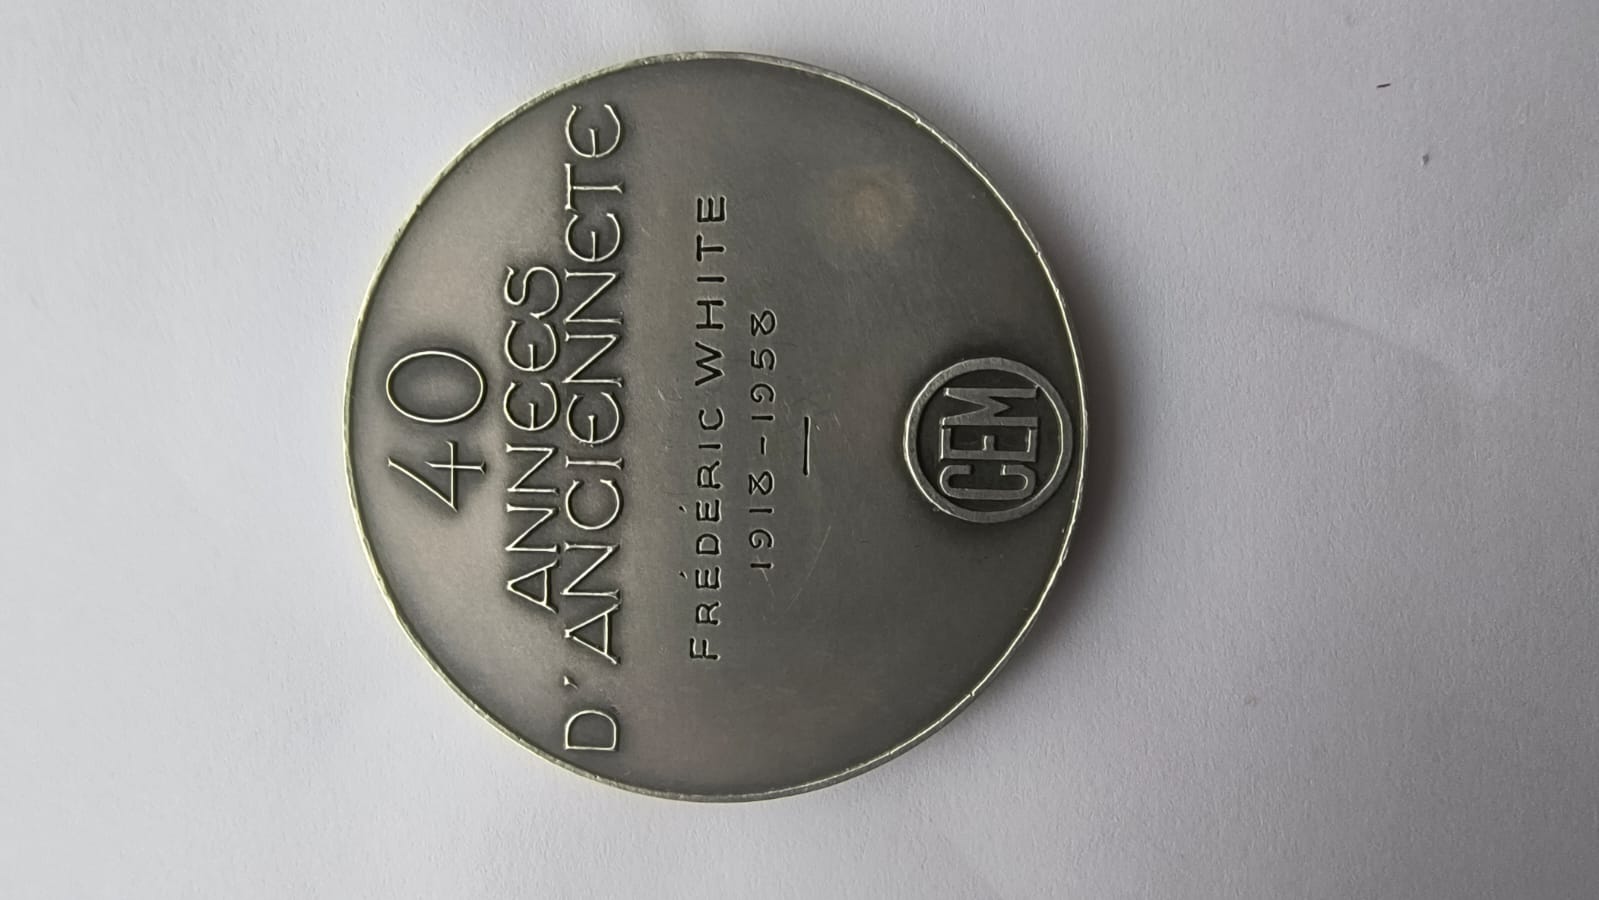 40
ANNEES
D'ANCIENNETE
FRÉDÉRIC WHITE
1918-1958
CEM